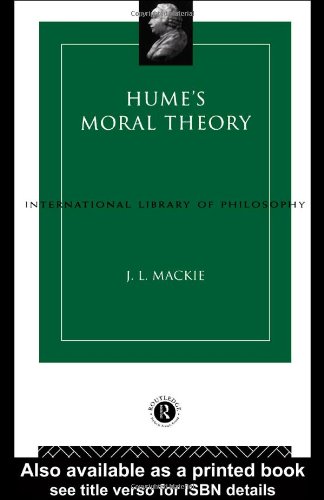 HUME'S
MORAL THEORY
INTERNATIONAL LIBRARY OF PHILOSOPHY
J. L. MACKIE
ROUTLEDGE
Also available as a printed book
see title verso for ISBN details